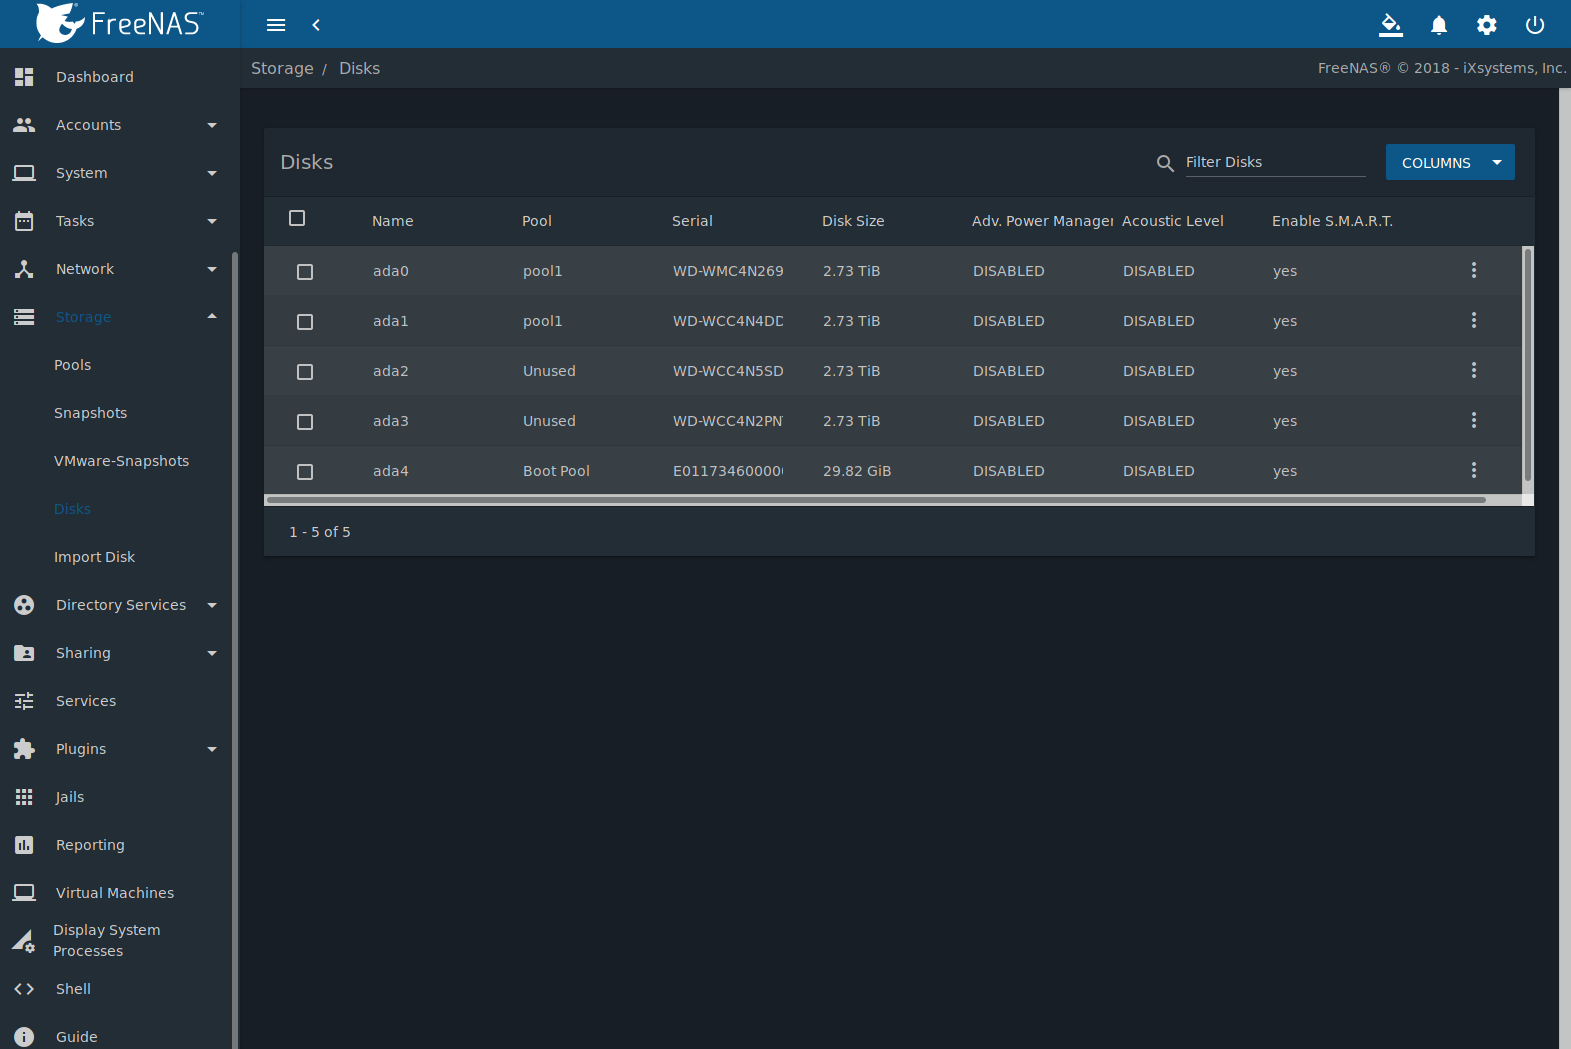 FreeNAS™
Storage / Disks
FreeNAS® © 2018 - iXsystems, Inc.
Dashboard
Accounts
System
Tasks
Network
Storage
Pools
Snapshots
VMware-Snapshots
Disks
Import Disk
Directory Services
Sharing
Services
Plugins
Jails
Reporting
Virtual Machines
Display System
Processes
Shell
Guide
Disks
Filter Disks
COLUMNS
Name Pool Serial Disk Size Adv. Power Manager Acoustic Level Enable S.M.A.R.T.
ada0 pool1 WD-WMC4N269 2.73 TiB DISABLED DISABLED yes
ada1 pool1 WD-WCC4N4DD 2.73 TiB DISABLED DISABLED yes
ada2 Unused WD-WCC4N5SD 2.73 TiB DISABLED DISABLED yes
ada3 Unused WD-WCC4N2PN 2.73 TiB DISABLED DISABLED yes
ada4 Boot Pool E011734600000 29.82 GiB DISABLED DISABLED yes
1 - 5 of 5